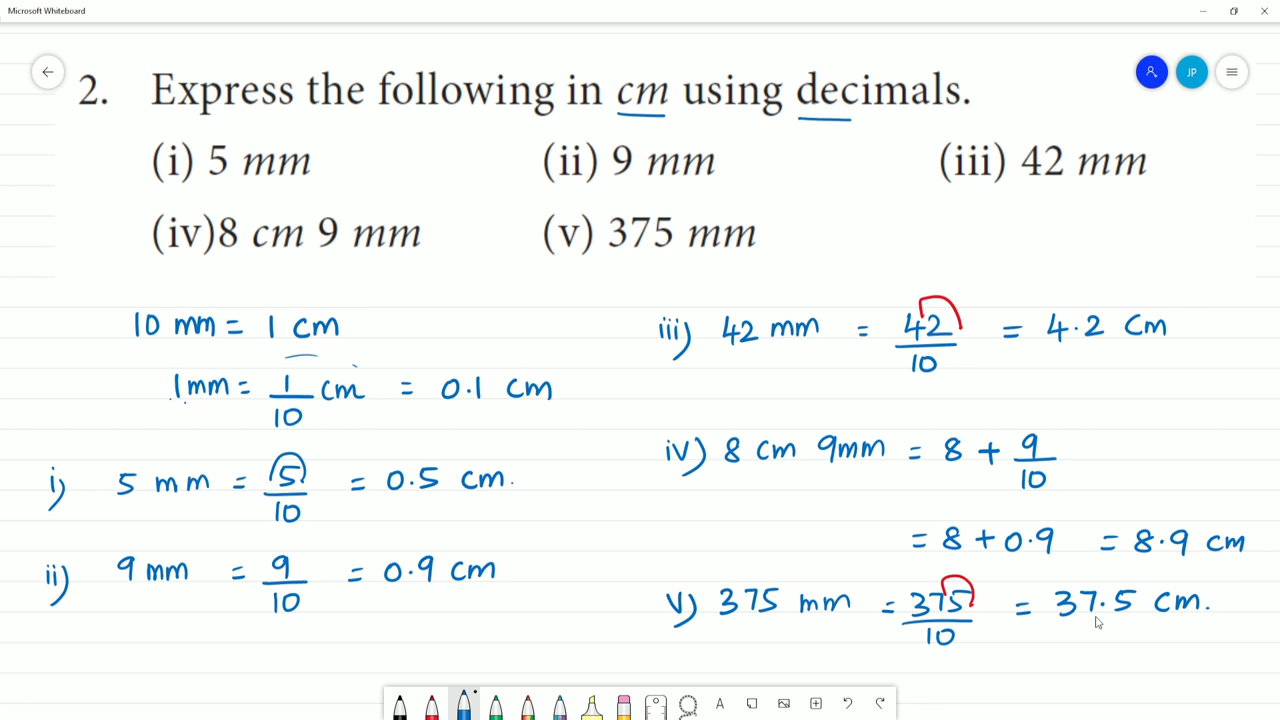 Microsoft Whiteboard
JP
2. Express the following in cm using decimals.
(i) 5 mm (ii) 9 mm (iii) 42 mm
(iv)8 cm 9 mm (v) 375 mm
10 mm = 1 cm
1mm = 1/10 cm = 0.1 cm
i) 5 mm = 5/10 = 0.5 cm.
ii) 9 mm = 9/10 = 0.9 cm
iii) 42 mm = 42/10 = 4.2 cm
iv) 8 cm 9mm = 8 + 9/10
= 8 + 0.9 = 8.9 cm
v) 375 mm = 375/10 = 37.5 cm.
A